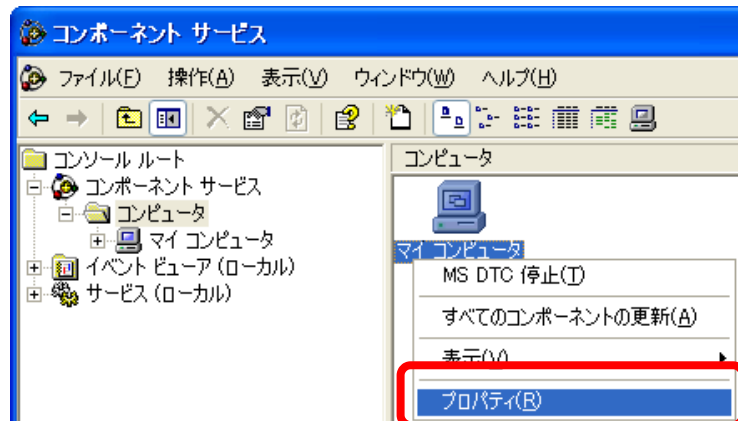 コンポーネント サービス
ファイル(F) 操作(A) 表示(V) ウィンドウ(W) ヘルプ(H)
コンソール ルート
コンポーネント サービス
コンピュータ
マイ コンピュータ
イベント ビューア (ローカル)
サービス (ローカル)
コンピュータ
マイ コンピュータ
MS DTC 停止(T)
すべてのコンポーネントの更新(A)
表示(V)
プロパティ(R)